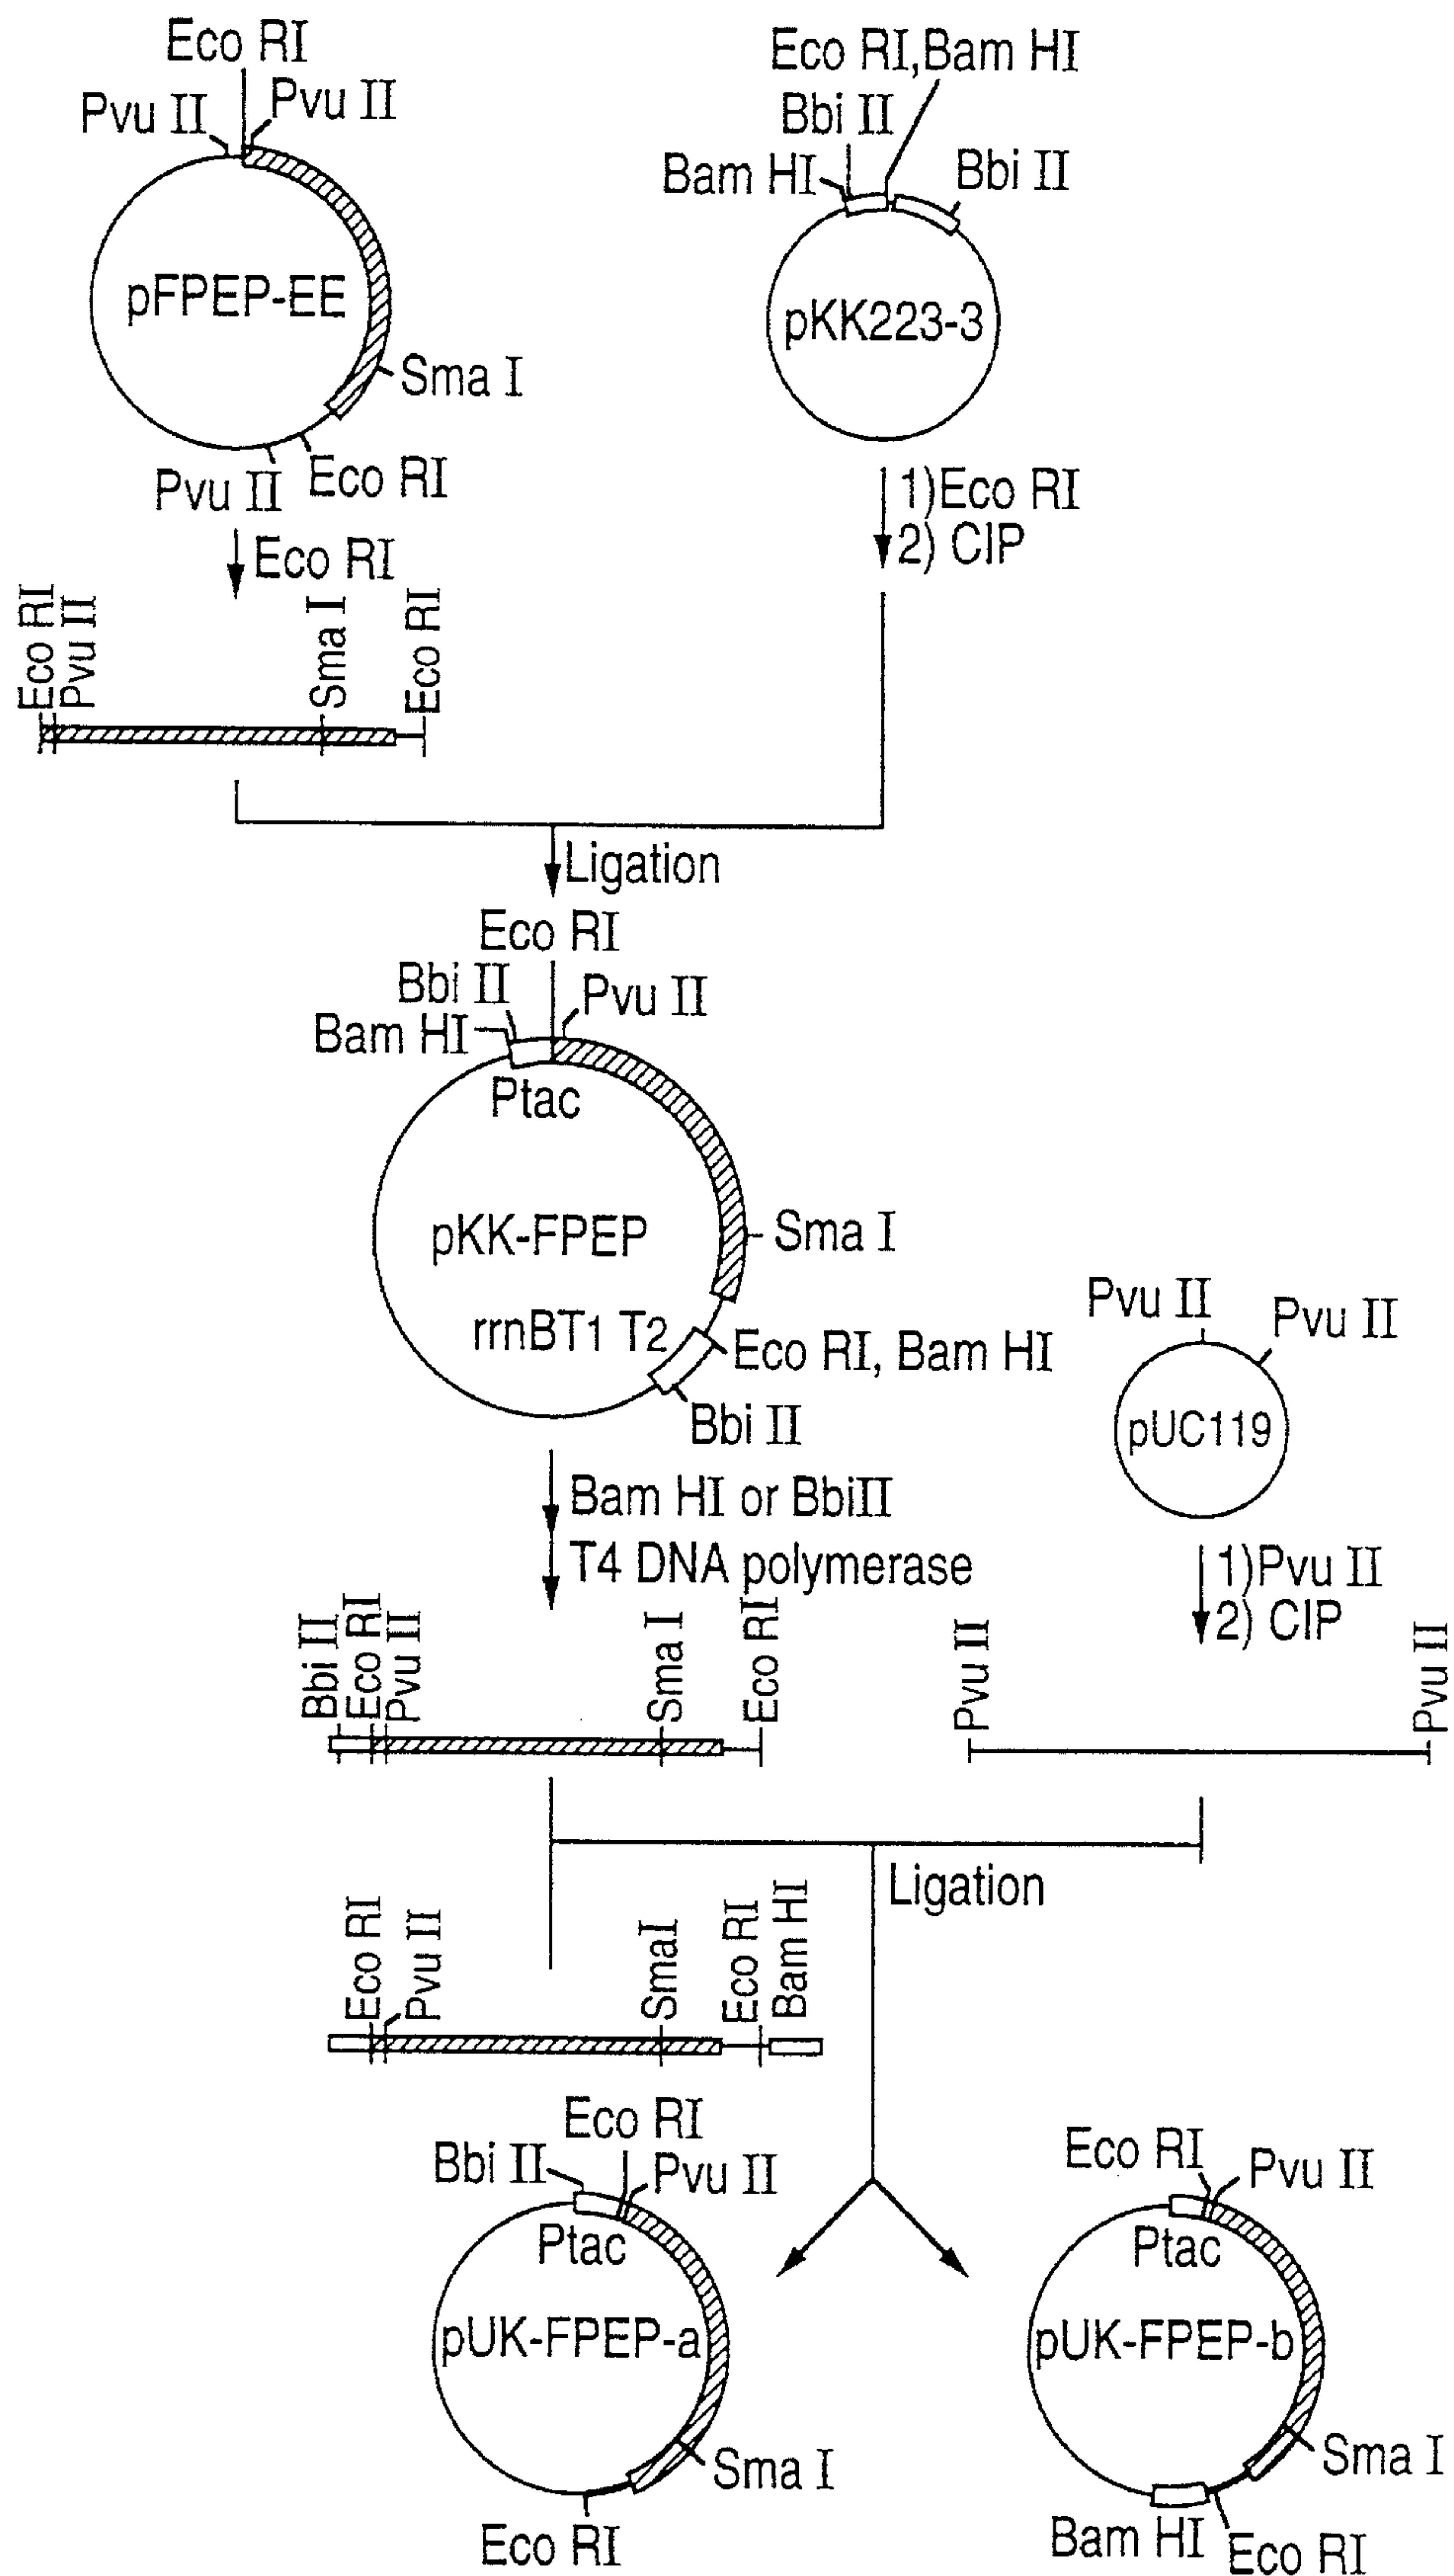 Eco RI
Pvu II
Pvu II
pFPEP-EE
Sma I
Eco RI
Pvu II
Eco RI,Bam HI
Bbi II
Bam HI
Bbi II
pKK223-3
Eco RI
1)Eco RI
2) CIP
Eco RI
Pvu II
Sma I
Eco RI
Ligation
Eco RI
Bbi II
Pvu II
Bam HI
Ptac
pKK-FPEP
Sma I
rrnBT1 T2
Eco RI, Bam HI
Bbi II
Pvu II
Pvu II
pUC119
Bam HI or BbiII
T4 DNA polymerase
1)Pvu II
2) CIP
Bbi II
Eco RI
Pvu II
Sma I
Eco RI
Pvu II
Pvu II
Ligation
Eco RI
Pvu II
SmaI
Eco RI
Bam HI
Eco RI
Bbi II
Pvu II
Ptac
pUK-FPEP-a
Sma I
Eco RI
Eco RI
Pvu II
Ptac
pUK-FPEP-b
Sma I
Bam HI
Eco RI